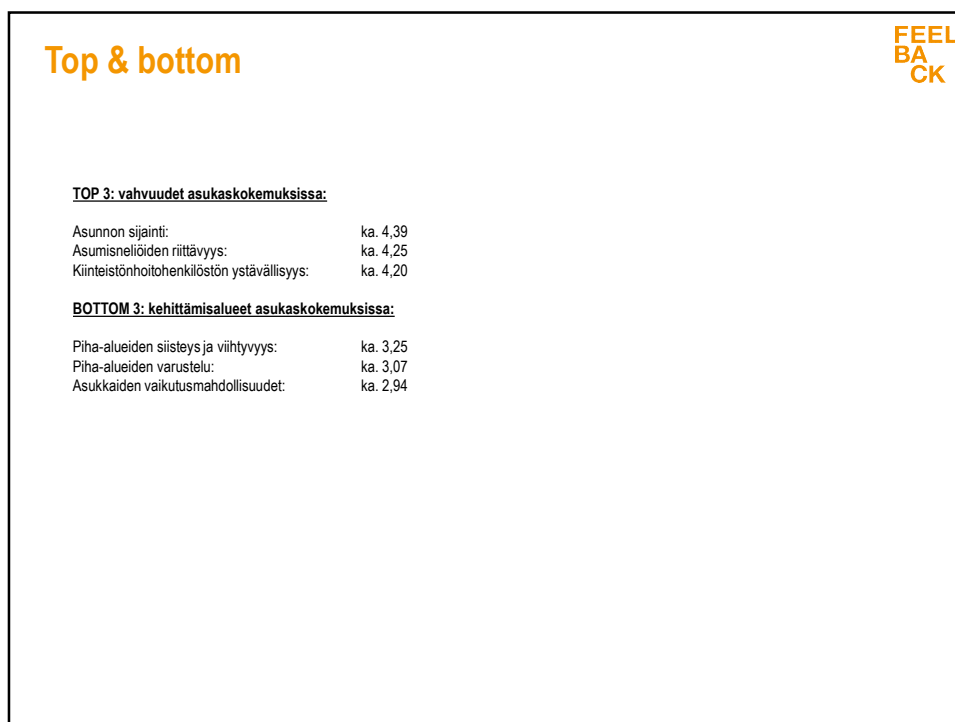 Top & bottom
FEEL
BA
CK
TOP 3: vahvuudet asukaskokemuksissa:
Asunnon sijainti: ka. 4,39
Asumisneliöiden riittävyys: ka. 4,25
Kiinteistönhoitohenkilöstön ystävällisyys: ka. 4,20
BOTTOM 3: kehittämisalueet asukaskokemuksissa:
Piha-alueiden siisteys ja viihtyvyys: ka. 3,25
Piha-alueiden varustelu: ka. 3,07
Asukkaiden vaikutusmahdollisuudet: ka. 2,94